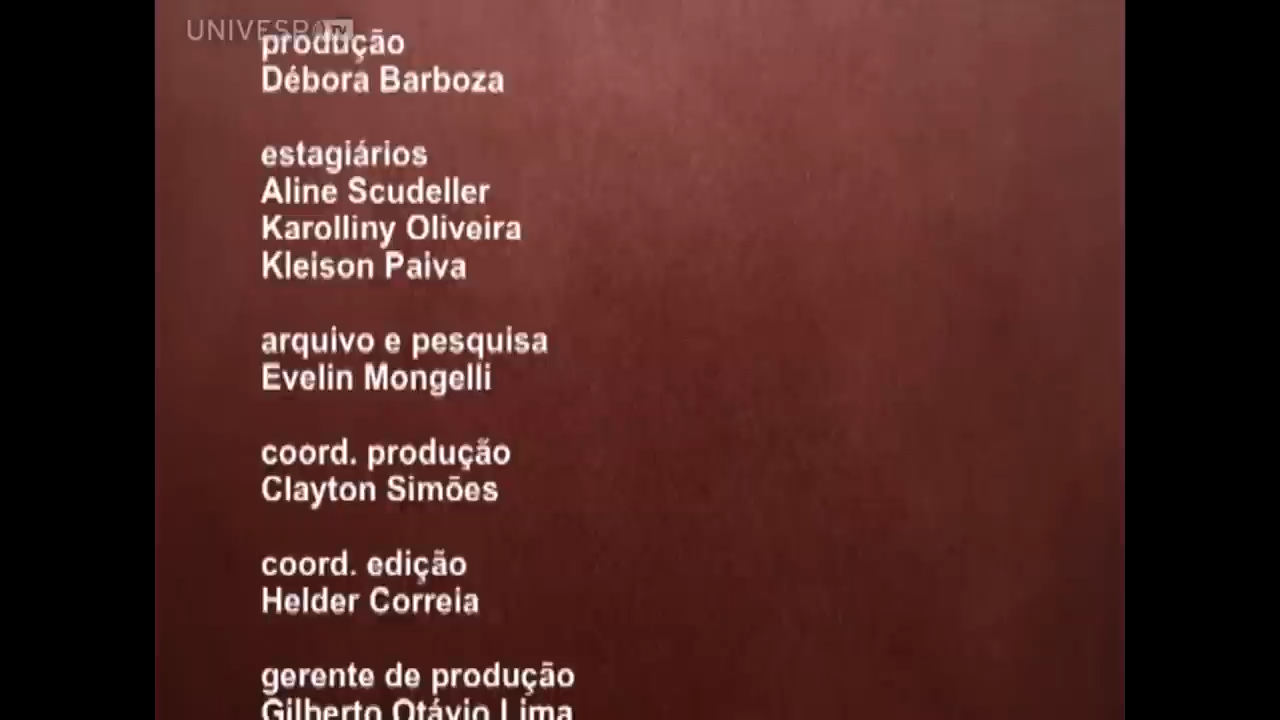 UNIVESP TV
produção
Débora Barboza
estagiários
Aline Scudeller
Karolliny Oliveira
Kleison Paiva
arquivo e pesquisa
Evelin Mongelli
coord. produção
Clayton Simões
coord. edição
Helder Correia
gerente de produção
Gilberto Otávio Lima